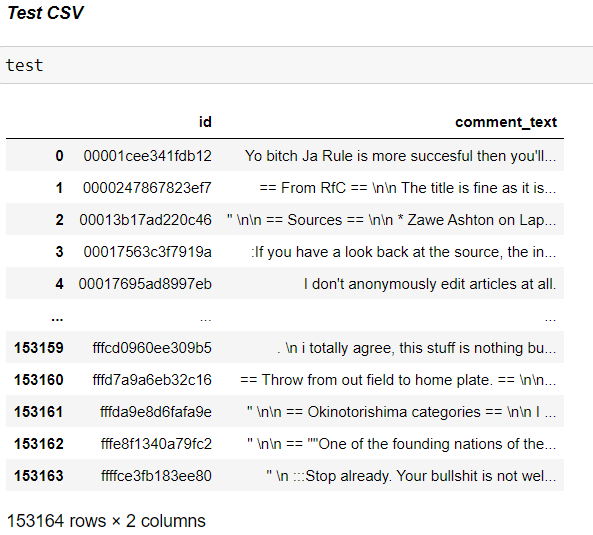 Test CSV
test
id comment_text
0 00001cee341fdb12 Yo bitch Ja Rule is more succesful then you'll...
1 0000247867823ef7 == From RfC == \n\n The title is fine as it is...
2 00013b17ad220c46 " \n\n == Sources == \n\n * Zawe Ashton on Lap...
3 00017563c3f7919a :If you have a look back at the source, the in...
4 00017695ad8997eb I don't anonymously edit articles at all.
... ... ...
153159 fffcd0960ee309b5 . \n i totally agree, this stuff is nothing bu...
153160 fffd7a9a6eb32c16 == Throw from out field to home plate. == \n\n...
153161 fffda9e8d6fafa9e " \n\n == Okinotorishima categories == \n\n I ...
153162 fffe8f1340a79fc2 " \n\n == ""One of the founding nations of the...
153163 ffffce3fb183ee80 " \n :::Stop already. Your bullshit is not wel...
153164 rows × 2 columns